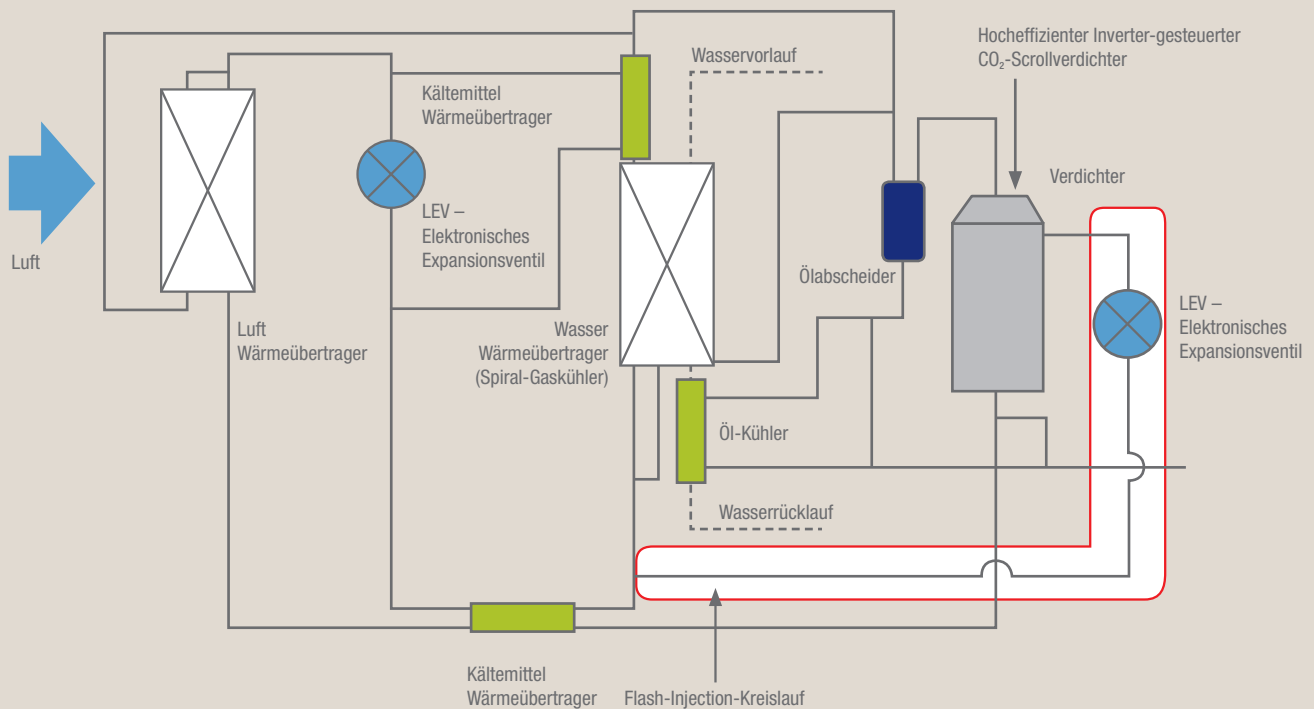 Hocheffizienter Inverter-gesteuerter
CO₂-Scrollverdichter
Wasservorlauf
Kältemittel
Wärmeübertrager
Verdichter
LEV –
Elektronisches
Expansionsventil
Luft
Ölabscheider
LEV –
Elektronisches
Expansionsventil
Luft
Wärmeübertrager
Wasser
Wärmeübertrager
(Spiral-Gaskühler)
Öl-Kühler
Wasserrücklauf
Kältemittel
Wärmeübertrager
Flash-Injection-Kreislauf